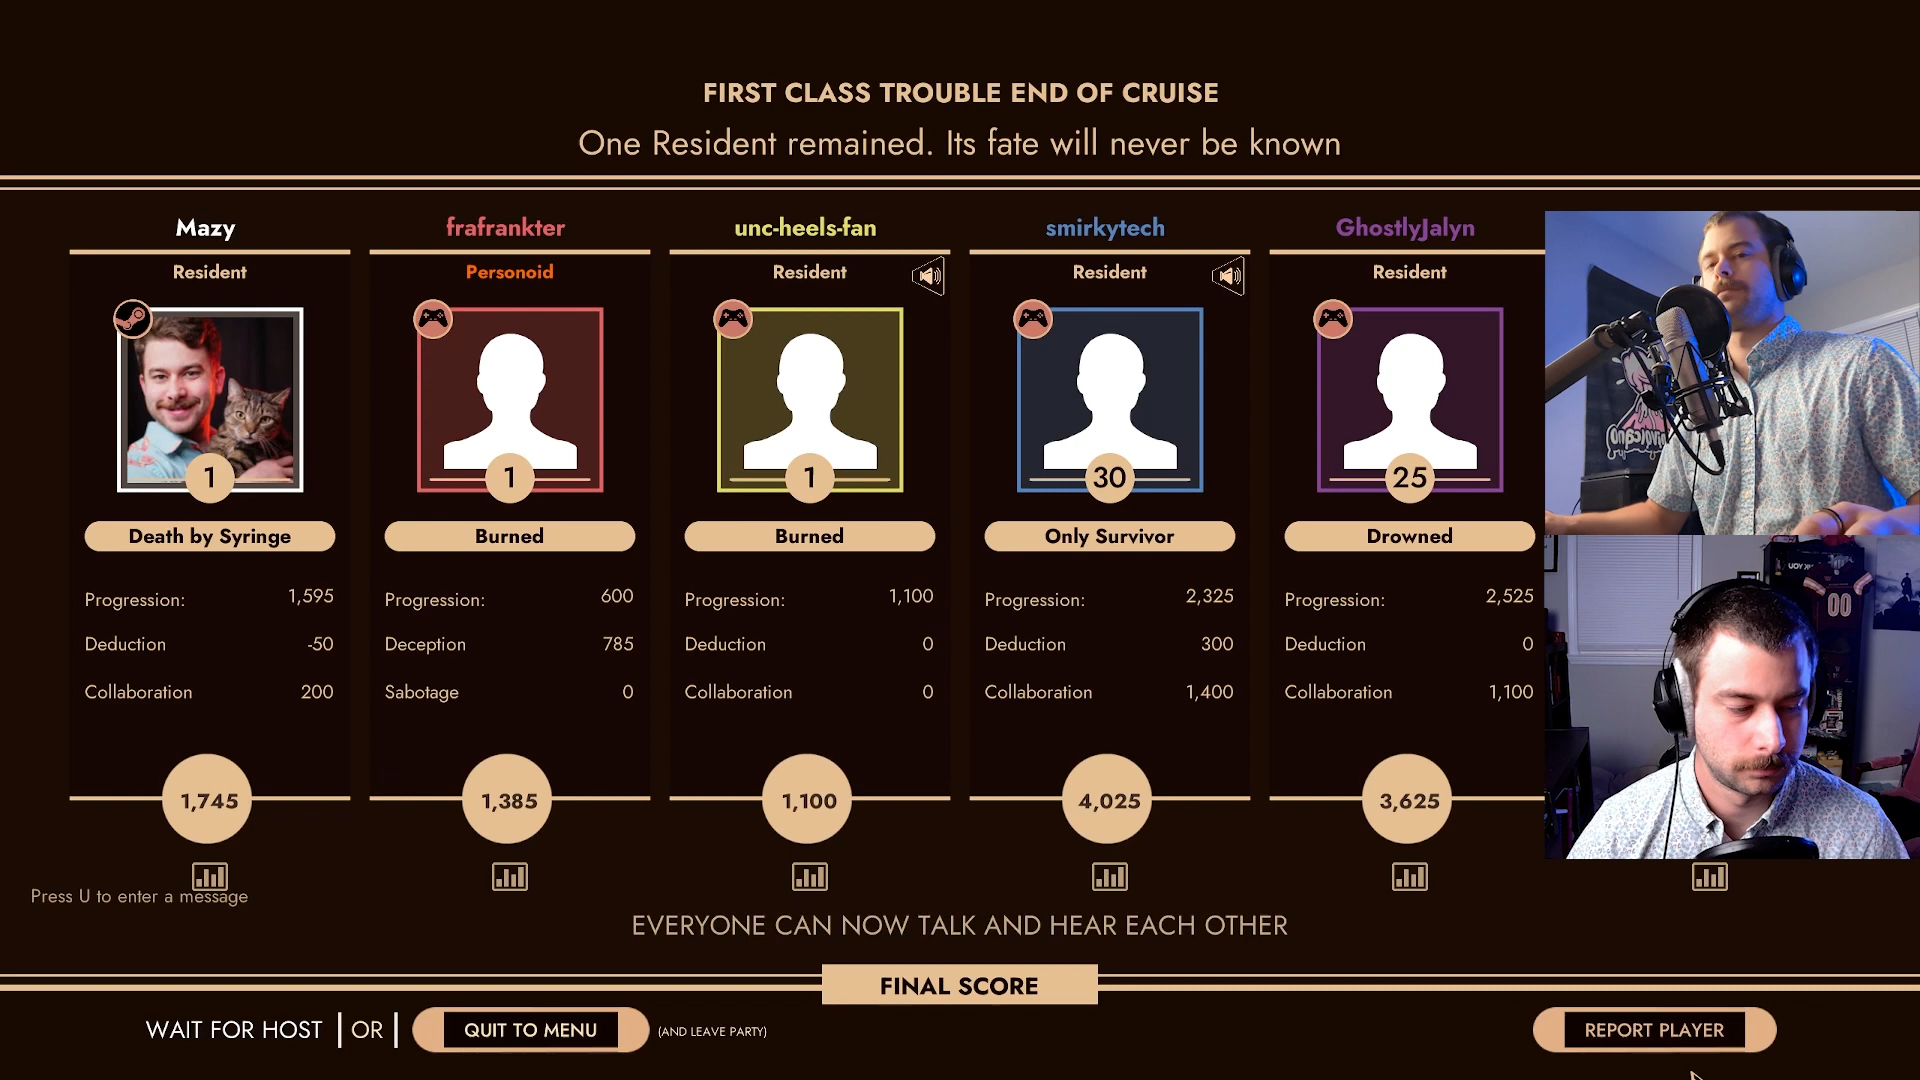 FIRST CLASS TROUBLE END OF CRUISE
One Resident remained. Its fate will never be known
Mazy
Resident
1
Death by Syringe
Progression: 1,595
Deduction -50
Collaboration 200
1,745
frafrankter
Personoid
1
Burned
Progression: 600
Deception 785
Sabotage 0
1,385
unc-heels-fan
Resident
1
Burned
Progression: 1,100
Deduction 0
Collaboration 0
1,100
smirkytech
Resident
30
Only Survivor
Progression: 2,325
Deduction 300
Collaboration 1,400
4,025
GhostlyJalyn
Resident
25
Drowned
Progression: 2,525
Deduction 0
Collaboration 1,100
3,625
00
Press U to enter a message
EVERYONE CAN NOW TALK AND HEAR EACH OTHER
FINAL SCORE
WAIT FOR HOST | OR | QUIT TO MENU (AND LEAVE PARTY)
REPORT PLAYER